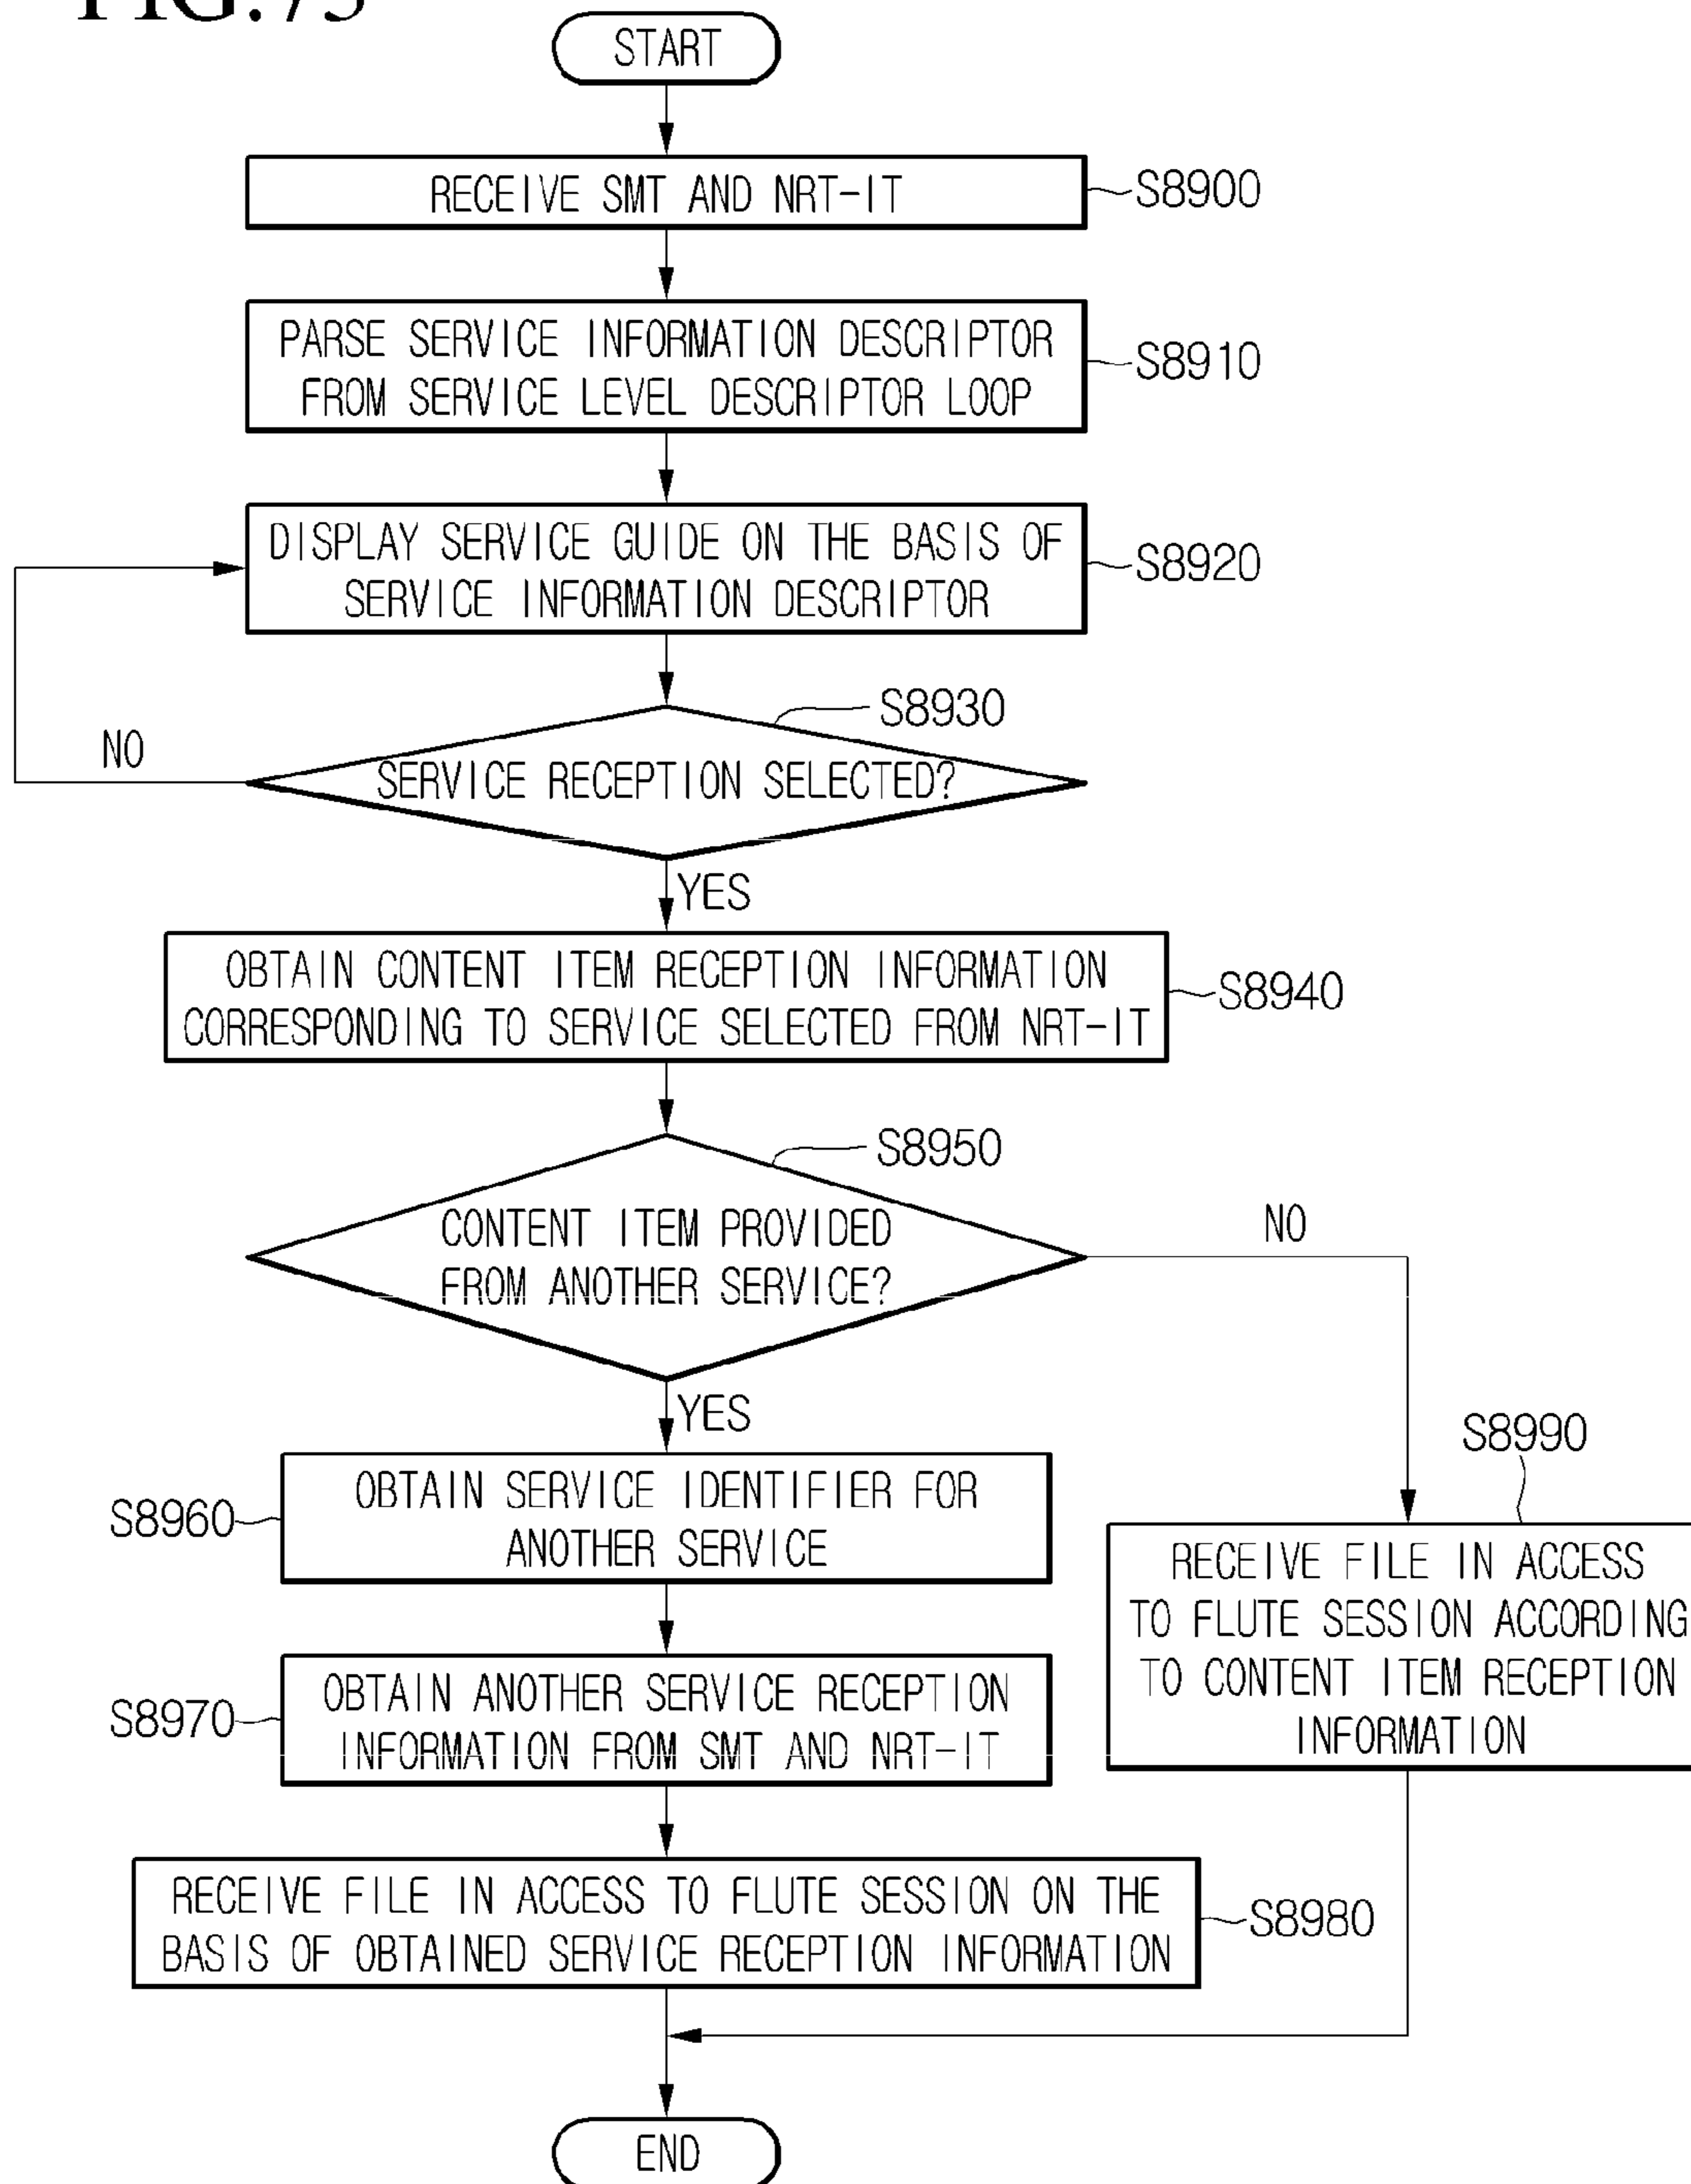 FIG.75
START
RECEIVE SMT AND NRT-IT
S8900
PARSE SERVICE INFORMATION DESCRIPTOR
FROM SERVICE LEVEL DESCRIPTOR LOOP
S8910
DISPLAY SERVICE GUIDE ON THE BASIS OF
SERVICE INFORMATION DESCRIPTOR
S8920
S8930
NO
SERVICE RECEPTION SELECTED?
YES
OBTAIN CONTENT ITEM RECEPTION INFORMATION
CORRESPONDING TO SERVICE SELECTED FROM NRT-IT
S8940
S8950
CONTENT ITEM PROVIDED
FROM ANOTHER SERVICE?
NO
YES
S8960
OBTAIN SERVICE IDENTIFIER FOR
ANOTHER SERVICE
S8990
RECEIVE FILE IN ACCESS
TO FLUTE SESSION ACCORDING
TO CONTENT ITEM RECEPTION
INFORMATION
S8970
OBTAIN ANOTHER SERVICE RECEPTION
INFORMATION FROM SMT AND NRT-IT
RECEIVE FILE IN ACCESS TO FLUTE SESSION ON THE
BASIS OF OBTAINED SERVICE RECEPTION INFORMATION
S8980
END